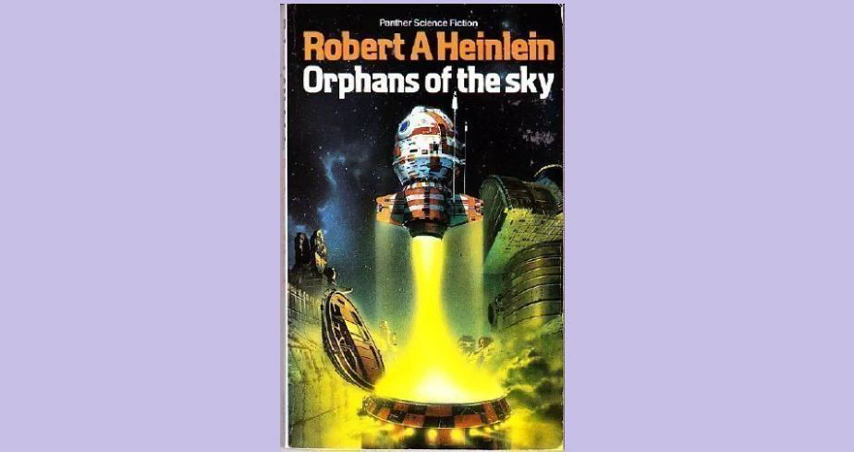 Panther Science Fiction
Robert A Heinlein
Orphans of the sky